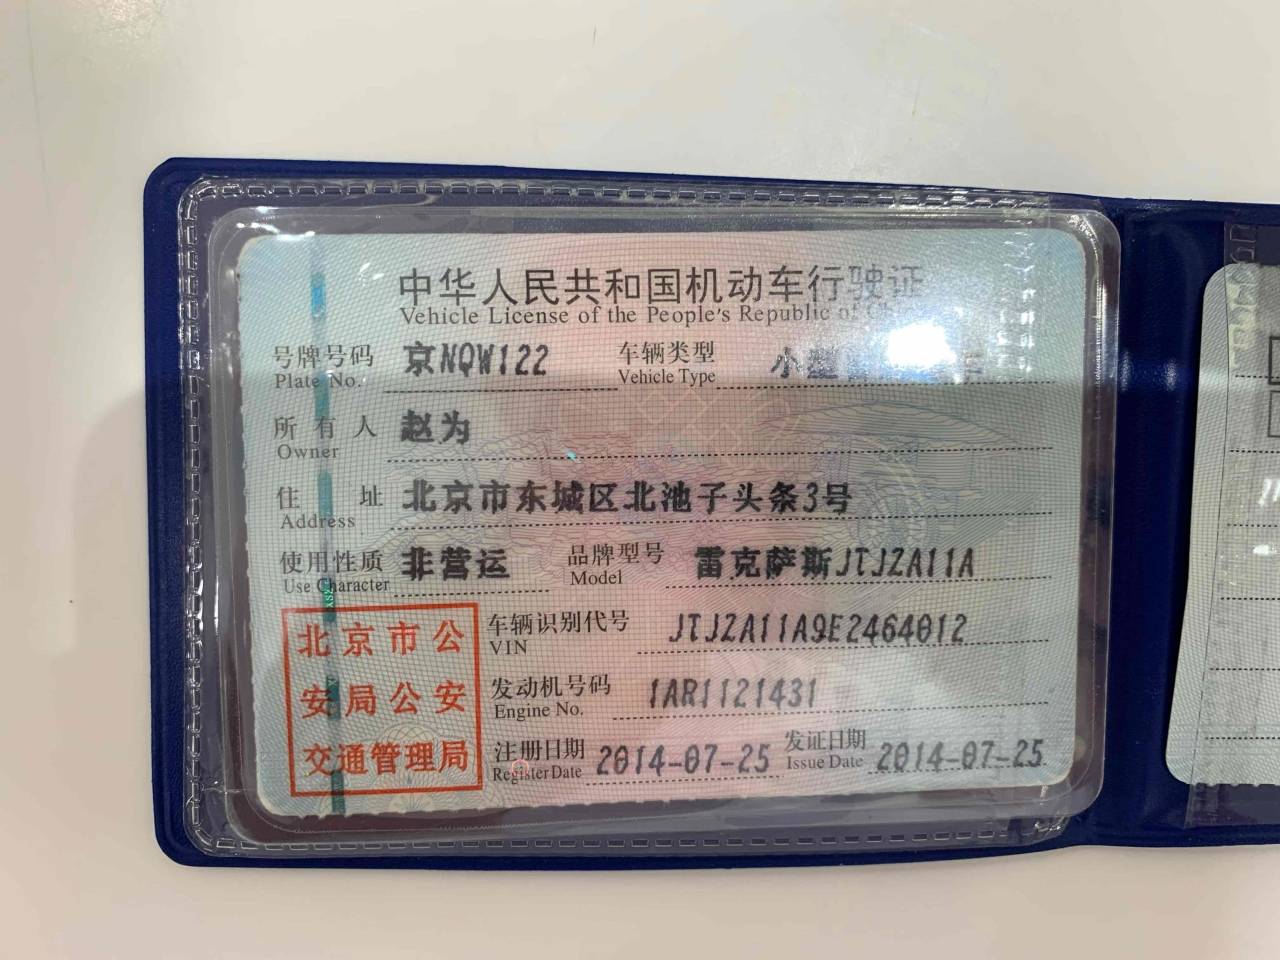 中华人民共和国机动车行驶证
Vehicle License of the People's Republic of
号牌号码 京NQW122 车辆类型 小型
Plate No. Vehicle Type
所有人 赵为
Owner
住址 北京市东城区北池子头条3号
Address
使用性质 非营运 品牌型号 雷克萨斯JTJZA11A
Use Character Model
北京市公 车辆识别代号 JTJZA11A9E2464012
VIN
安局公安 发动机号码 1AR1121431
Engine No.
交通管理局 注册日期 2014-07-25 发证日期 2014-07-25
Register Date Issue Date